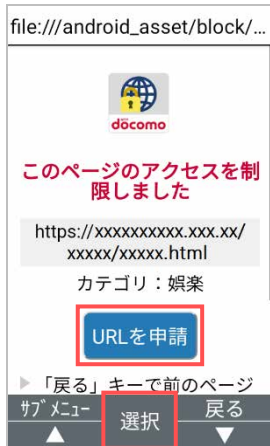 file:///android_asset/block/...
döcomo
このページのアクセスを制
限しました
https://xxxxxxxxxx.xxx.xx/
xxxxx/xxxxx.html
カテゴリ：娯楽
URLを申請
▶「戻る」キーで前のページ
ｻﾌﾞﾒﾆｭｰ 選択 戻る
▲ ▼